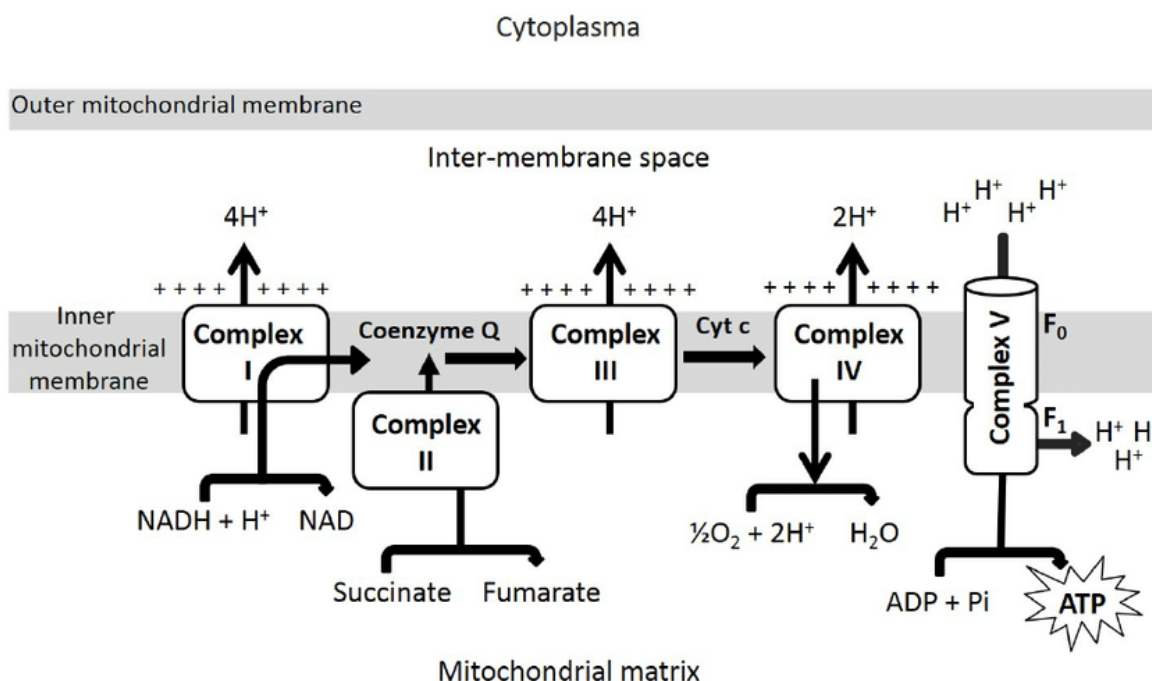 Cytoplasma
Outer mitochondrial membrane
Inter-membrane space
4H⁺
4H⁺
2H⁺
H⁺ H⁺ H⁺ H⁺
+ + + + + + + +
+ + + + + + + +
+ + + + + + + +
Inner
mitochondrial
membrane
Complex
I
Coenzyme Q
Complex
III
Cyt c
Complex
IV
Complex V
F₀
F₁
Complex
II
H⁺ H
H⁺
NADH + H⁺ NAD
½O₂ + 2H⁺ H₂O
Succinate Fumarate
ADP + Pi ATP
Mitochondrial matrix